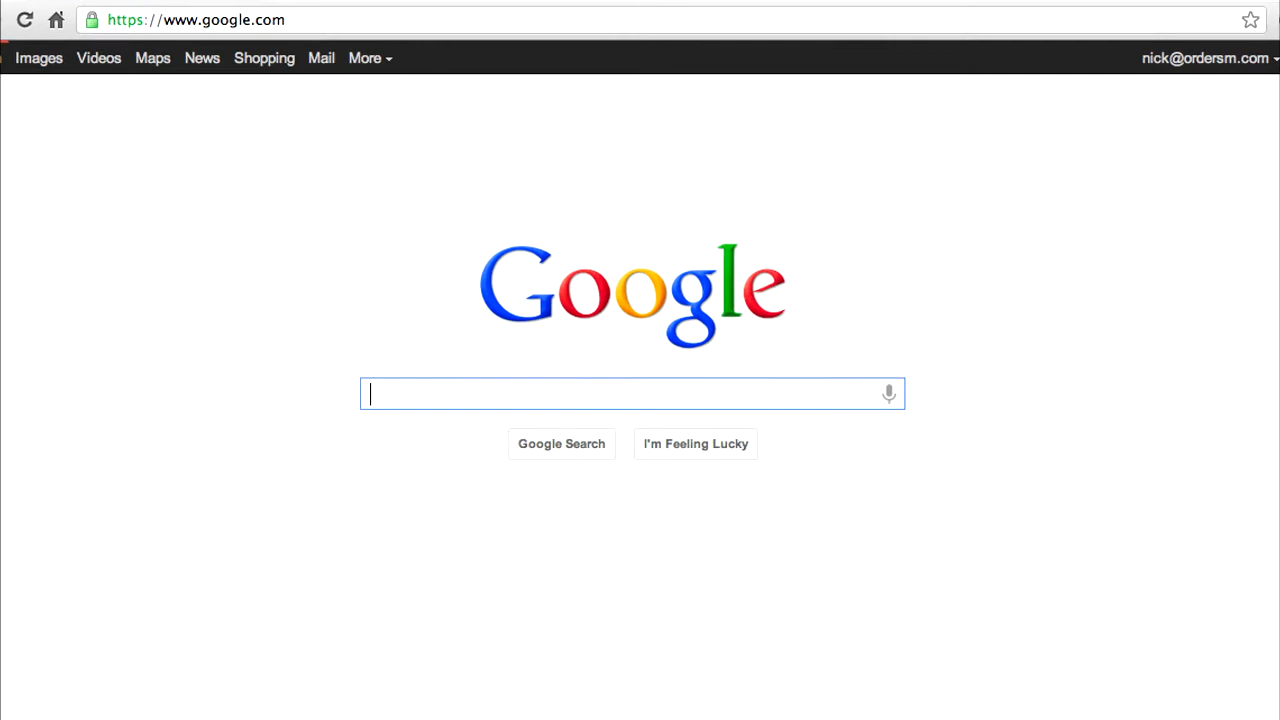 https://www.google.com
Images Videos Maps News Shopping Mail More nick@ordersm.com
Google
Google Search I'm Feeling Lucky